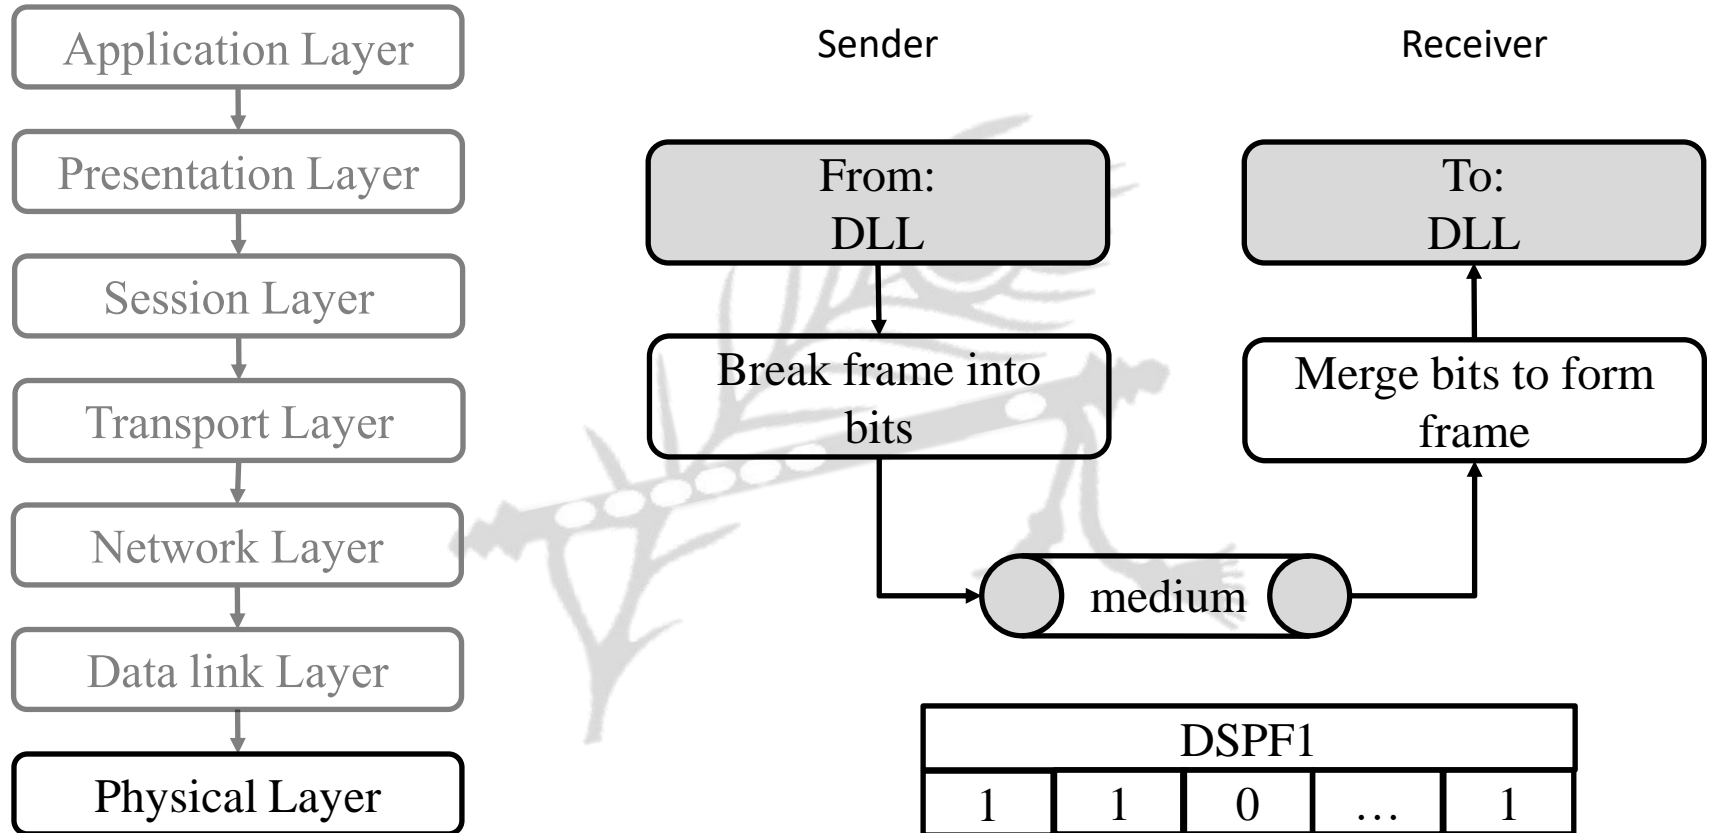 Application Layer
Presentation Layer
Session Layer
Transport Layer
Network Layer
Data link Layer
Physical Layer
Sender
From:
DLL
Break frame into
bits
medium
Receiver
To:
DLL
Merge bits to form
frame
DSPF1
1 1 0 … 1